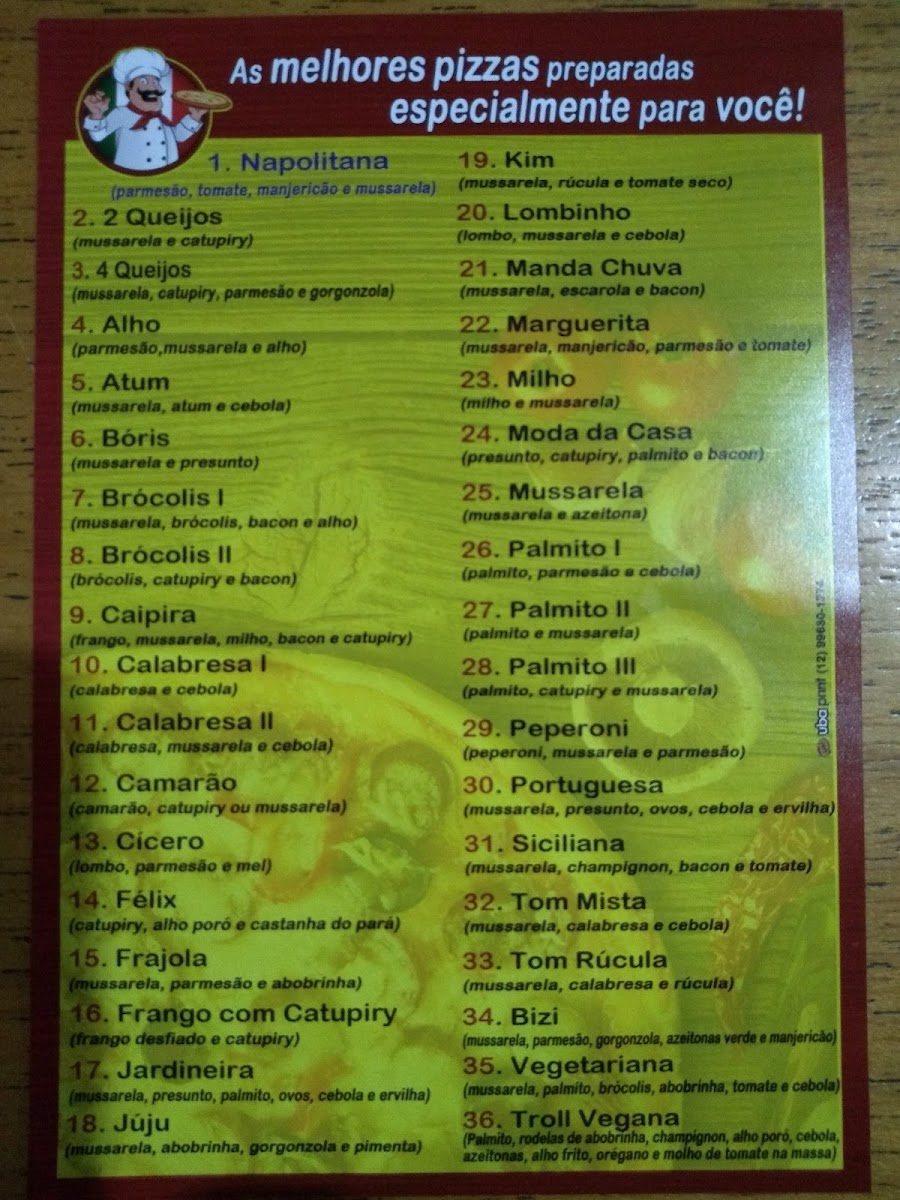 As melhores pizzas preparadas
especialmente para você!
1. Napolitana
(parmesão, tomate, manjericão e mussarela)
2. 2 Queijos
(mussarela e catupiry)
3. 4 Queijos
(mussarela, catupiry, parmesão e gorgonzola)
4. Alho
(parmesão,mussarela e alho)
5. Atum
(mussarela, atum e cebola)
6. Bóris
(mussarela e presunto)
7. Brócolis I
(mussarela, brócolis, bacon e alho)
8. Brócolis II
(brócolis, catupiry e bacon)
9. Caipira
(frango, mussarela, milho, bacon e catupiry)
10. Calabresa I
(calabresa e cebola)
11. Calabresa II
(calabresa, mussarela e cebola)
12. Camarão
(camarão, catupiry ou mussarela)
13. Cícero
(lombo, parmesão e mel)
14. Félix
(catupiry, alho poró e castanha do pará)
15. Frajola
(mussarela, parmesão e abobrinha)
16. Frango com Catupiry
(frango desfiado e catupiry)
17. Jardineira
(mussarela, presunto, palmito, ovos, cebola e ervilha)
18. Júju
(mussarela, abobrinha, gorgonzola e pimenta)
19. Kim
(mussarela, rúcula e tomate seco)
20. Lombinho
(lombo, mussarela e cebola)
21. Manda Chuva
(mussarela, escarola e bacon)
22. Marguerita
(mussarela, manjericão, parmesão e tomate)
23. Milho
(milho e mussarela)
24. Moda da Casa
(presunto, catupiry, palmito e bacon)
25. Mussarela
(mussarela e azeitona)
26. Palmito I
(palmito, parmesão e cebola)
27. Palmito II
(palmito e mussarela)
28. Palmito III
(palmito, catupiry e mussarela)
29. Peperoni
(peperoni, mussarela e parmesão)
30. Portuguesa
(mussarela, presunto, ovos, cebola e ervilha)
31. Siciliana
(mussarela, champignon, bacon e tomate)
32. Tom Mista
(mussarela, calabresa e cebola)
33. Tom Rúcula
(mussarela, calabresa e rúcula)
34. Bizi
(mussarela, parmesão, gorgonzola, azeitonas verde e manjericão)
35. Vegetariana
(mussarela, palmito, brócolis, abobrinha, tomate e cebola)
36. Troll Vegana
(Palmito, rodelas de abobrinha, champignon, alho poró, cebola,
azeitonas, alho frito, orégano e molho de tomate na massa)
uba print (12)